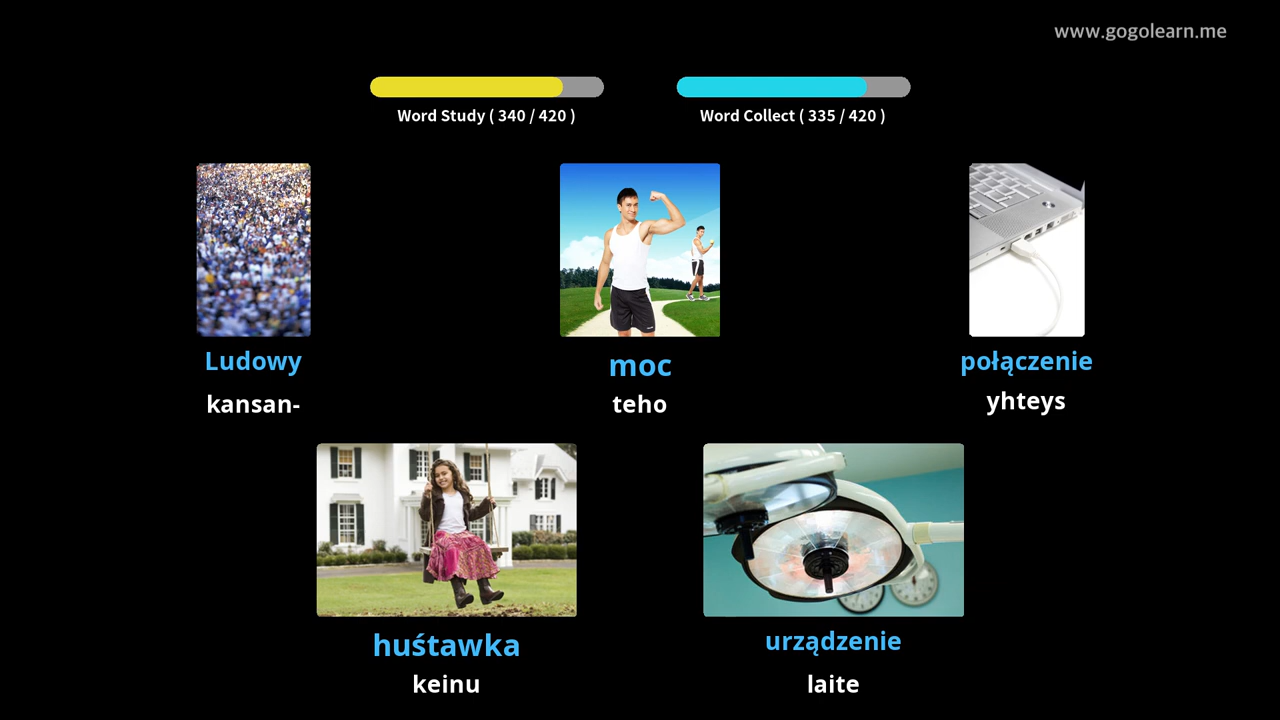 www.gogolearn.me
Word Study ( 340 / 420 )
Word Collect ( 335 / 420 )
Ludowy
kansan-
moc
teho
połączenie
yhteys
huśtawka
keinu
urządzenie
laite